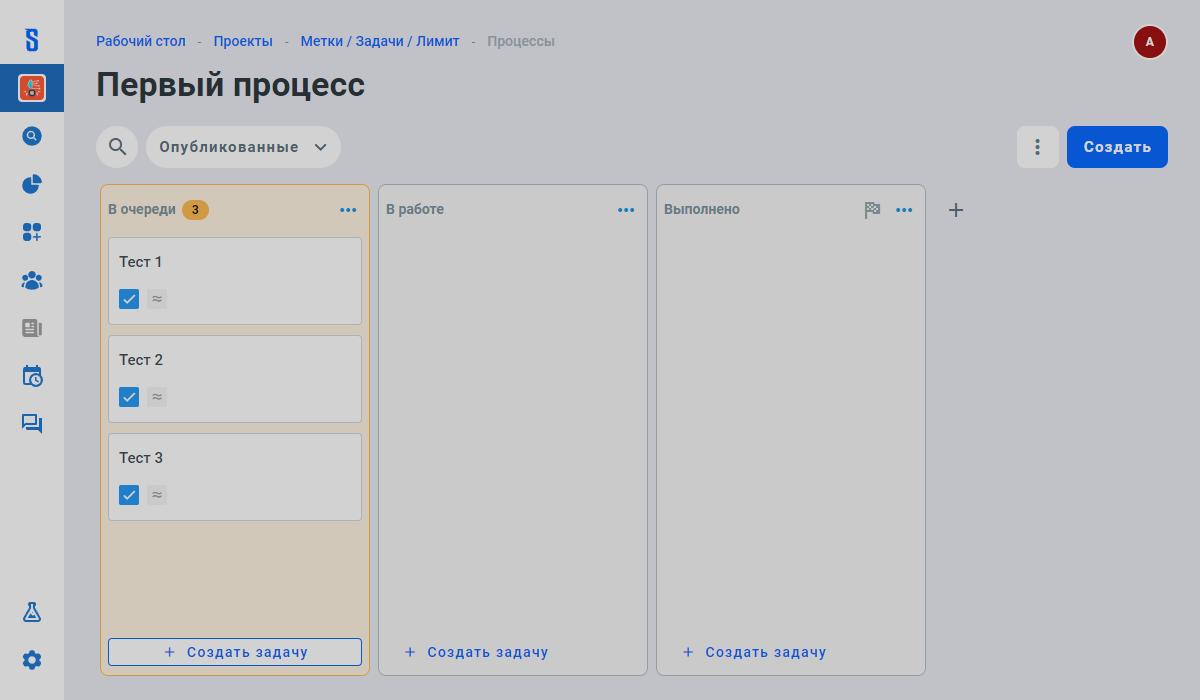 S
Рабочий стол - Проекты - Метки / Задачи / Лимит - Процессы
А
Первый процесс
Опубликованные
Создать
В очереди 3
В работе
Выполнено
Тест 1
≈
Тест 2
≈
Тест 3
≈
+ Создать задачу
+ Создать задачу
+ Создать задачу